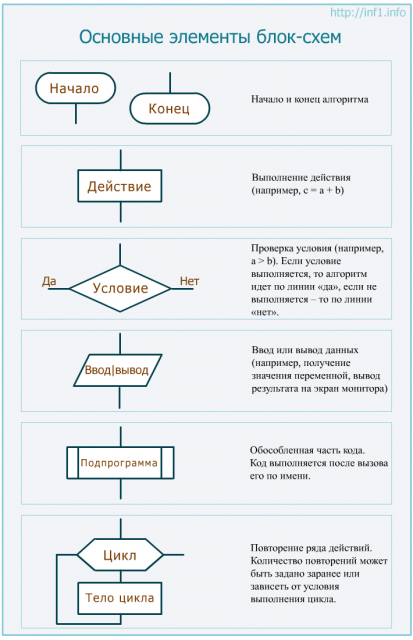 http://inf1.info
Основные элементы блок-схем
Начало
Конец
Начало и конец алгоритма
Действие
Выполнение действия
(например, c = a + b)
Да
Условие
Нет
Проверка условия (например,
a > b). Если условие
выполняется, то алгоритм
идет по линии «да», если не
выполняется – то по линии
«нет».
Ввод|вывод
Ввод или вывод данных
(например, получение
значения переменной, вывод
результата на экран монитора)
Подпрограмма
Обособленная часть кода.
Код выполняется после вызова
его по имени.
Цикл
Тело цикла
Повторение ряда действий.
Количество повторений может
быть задано заранее или
зависеть от условия
выполнения цикла.